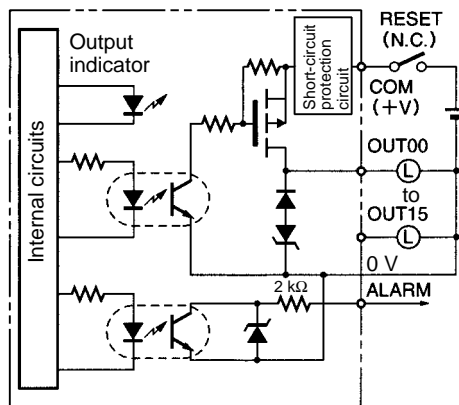 Output
indicator
Internal circuits
Short-circuit
protection
circuit
RESET
(N.C.)
COM
(+V)
OUT00
L
to
OUT15
L
0 V
2 kΩ
ALARM